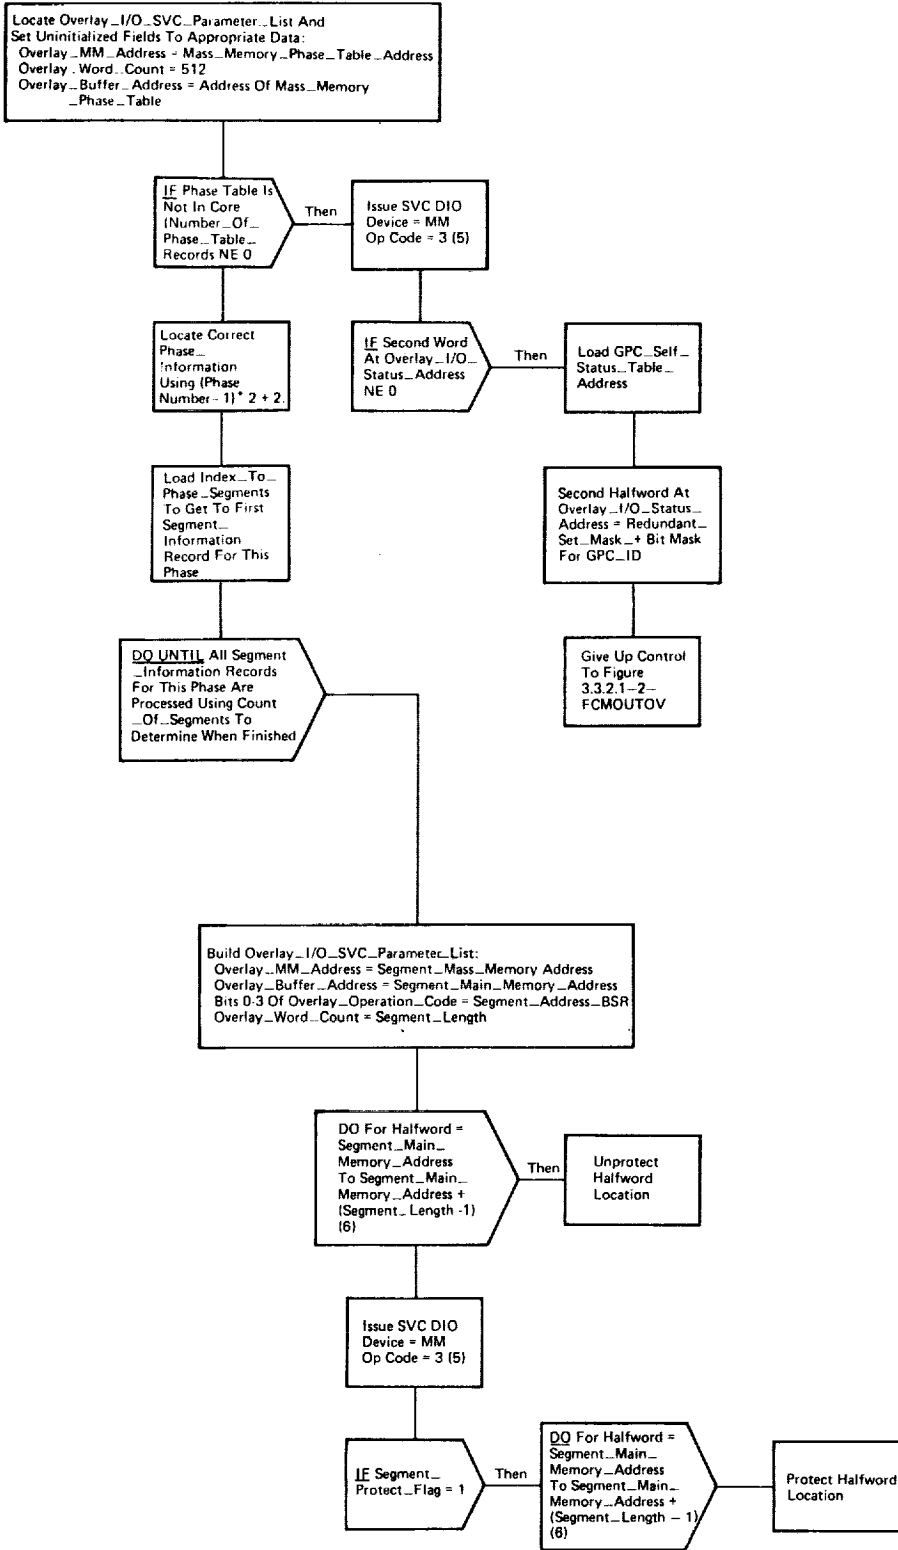 Locate Overlay_I/O_SVC_Parameter_List And
Set Uninitialized Fields To Appropriate Data:
Overlay_MM_Address = Mass_Memory_Phase_Table_Address
Overlay_Word_Count = 512
Overlay_Buffer_Address = Address Of Mass_Memory
_Phase_Table
IF Phase Table Is
Not In Core
(Number_Of_
Phase_Table_
Records NE 0
Then
Issue SVC DIO
Device = MM
Op Code = 3 (5)
Locate Correct
Phase_
Information
Using (Phase
Number - 1) * 2 + 2.
IF Second Word
At Overlay_I/O_
Status_Address
NE 0
Then
Load GPC_Self_
Status_Table_
Address
Load Index_To_
Phase_Segments
To Get To First
Segment_
Information
Record For This
Phase
Second Halfword At
Overlay_I/O_Status_
Address = Redundant_
Set_Mask_+ Bit Mask
For GPC_ID
DO UNTIL All Segment
_Information Records
For This Phase Are
Processed Using Count
_Of_Segments To
Determine When Finished
Give Up Control
To Figure
3.3.2.1-2-
FCMOUTOV
Build Overlay_I/O_SVC_Parameter_List:
Overlay_MM_Address = Segment_Mass_Memory Address
Overlay_Buffer_Address = Segment_Main_Memory_Address
Bits 0-3 Of Overlay_Operation_Code = Segment_Address_BSR
Overlay_Word_Count = Segment_Length
DO For Halfword =
Segment_Main_
Memory_Address
To Segment_Main_
Memory_Address +
(Segment_Length -1)
(6)
Then
Unprotect
Halfword
Location
Issue SVC DIO
Device = MM
Op Code = 3 (5)
IF Segment_
Protect_Flag = 1
Then
DO For Halfword =
Segment_Main_
Memory_Address
To Segment_Main_
Memory_Address +
(Segment_Length - 1)
(6)
Protect Halfword
Location